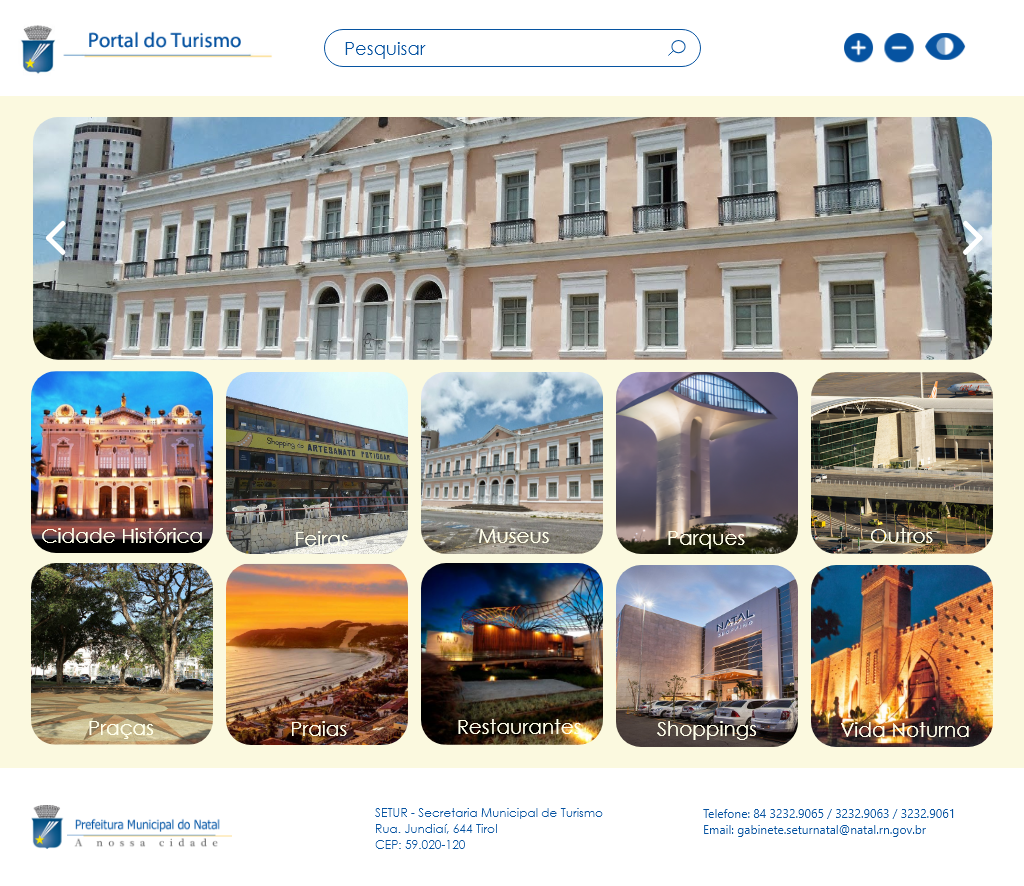 Portal do Turismo
Pesquisar
Cidade Histórica
Shopping do ARTESANATO POTIGUAR
Feiras
Museus
Parques
Outros
Praças
Praias
Restaurantes
NATAL
SHOPPING
Shoppings
Vida Noturna
Prefeitura Municipal do Natal
A nossa cidade
SETUR - Secretaria Municipal de Turismo
Rua. Jundiaí, 644 Tirol
CEP: 59.020-120
Telefone: 84 3232.9065 / 3232.9063 / 3232.9061
Email: gabinete.seturnatal@natal.rn.gov.br